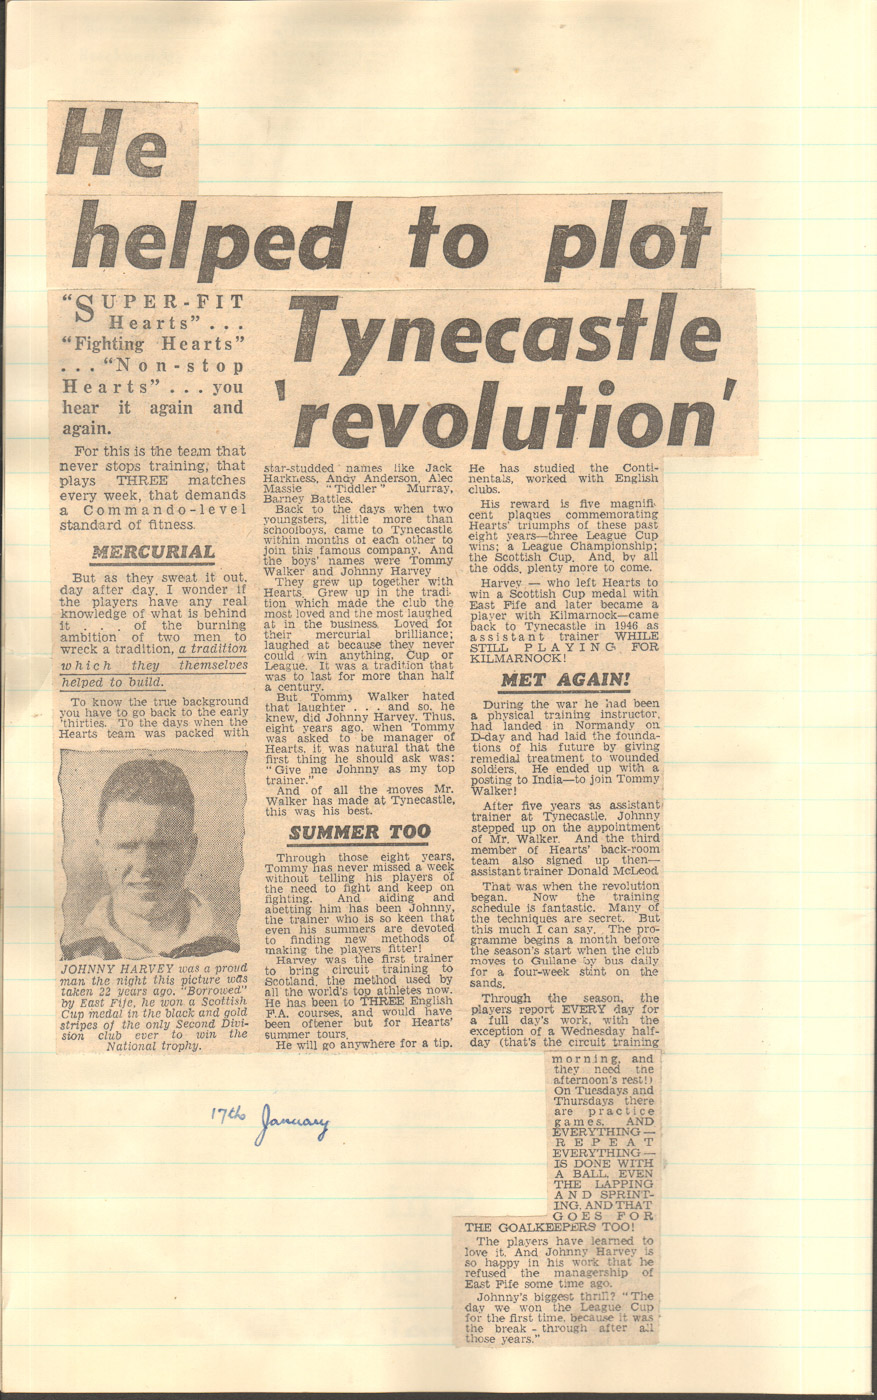 He
helped to plot
Tynecastle
'revolution'
"SUPER-FIT
Hearts" . . .
"Fighting Hearts"
. . . "Non-stop
Hearts" . . . you
hear it again and
again.
For this is the team that
never stops training, that
plays THREE matches
every week, that demands
a Commando-level
standard of fitness.
MERCURIAL
But as they sweat it out,
day after day, I wonder if
the players have any real
knowledge of what is behind
it . . . of the burning
ambition of two men to
wreck a tradition, a tradition
which they themselves
helped to build.
To know the true background
you have to go back to the early
'thirties. To the days when the
Hearts team was packed with
JOHNNY HARVEY was a proud
man the night this picture was
taken 22 years ago. "Borrowed"
by East Fife, he won a Scottish
Cup medal in the black and gold
stripes of the only Second Divi-
sion club ever to win the
National trophy.
star-studded names like Jack
Harkness, Andy Anderson, Alec
Massie "Tiddler" Murray,
Barney Battles.
Back to the days when two
youngsters, little more than
schoolboys, came to Tynecastle
within months of each other to
join this famous company. And
the boys' names were Tommy
Walker and Johnny Harvey
They grew up together with
Hearts. Grew up in the tradi-
tion which made the club the
most loved and the most laughed
at in the business. Loved for
their mercurial brilliance;
laughed at because they never
could win anything, Cup or
League. It was a tradition that
was to last for more than half
a century.
But Tommy Walker hated
that laughter . . . and so, he
knew, did Johnny Harvey. Thus,
eight years ago, when Tommy
was asked to be manager of
Hearts, it was natural that the
first thing he should ask was:
"Give me Johnny as my top
trainer."
And of all the moves Mr.
Walker has made at Tynecastle,
this was his best.
SUMMER TOO
Through those eight years,
Tommy has never missed a week
without telling his players of
the need to fight and keep on
fighting. And aiding and
abetting him has been Johnny,
the trainer who is so keen that
even his summers are devoted
to finding new methods of
making the players fitter!
Harvey was the first trainer
to bring circuit training to
Scotland, the method used by
all the world's top athletes now.
He has been to THREE English
F.A. courses, and would have
been oftener but for Hearts'
summer tours.
He will go anywhere for a tip.
He has studied the Conti-
nentals, worked with English
clubs.
His reward is five magnifi-
cent plaques commemorating
Hearts' triumphs of these past
eight years—three League Cup
wins; a League Championship;
the Scottish Cup. And, by all
the odds, plenty more to come.
Harvey — who left Hearts to
win a Scottish Cup medal with
East Fife and later became a
player with Kilmarnock—came
back to Tynecastle in 1946 as
assistant trainer WHILE
STILL PLAYING FOR
KILMARNOCK!
MET AGAIN!
During the war he had been
a physical training instructor,
had landed in Normandy on
D-day and had laid the founda-
tions of his future by giving
remedial treatment to wounded
soldiers. He ended up with a
posting to India—to join Tommy
Walker!
After five years as assistant
trainer at Tynecastle, Johnny
stepped up on the appointment
of Mr. Walker. And the third
member of Hearts' back-room
team also signed up then—
assistant trainer Donald McLeod
That was when the revolution
began. Now the training
schedule is fantastic. Many of
the techniques are secret. But
this much I can say. The pro-
gramme begins a month before
the season's start when the club
moves to Gullane by bus daily
for a four-week stint on the
sands.
Through the season, the
players report EVERY day for
a full day's work, with the
exception of a Wednesday half-
day (that's the circuit training
morning, and
they need the
afternoon's rest!)
On Tuesdays and
Thursdays there
are practice
games. AND
EVERYTHING—
REPEAT
EVERYTHING—
IS DONE WITH
A BALL. EVEN
THE LAPPING
AND SPRINT-
ING. AND THAT
GOES FOR
THE GOALKEEPERS TOO!
The players have learned to
love it. And Johnny Harvey is
so happy in his work that he
refused the managership of
East Fife some time ago.
Johnny's biggest thrill? "The
day we won the League Cup
for the first time, because it was
the break-through after all
those years."
17th January